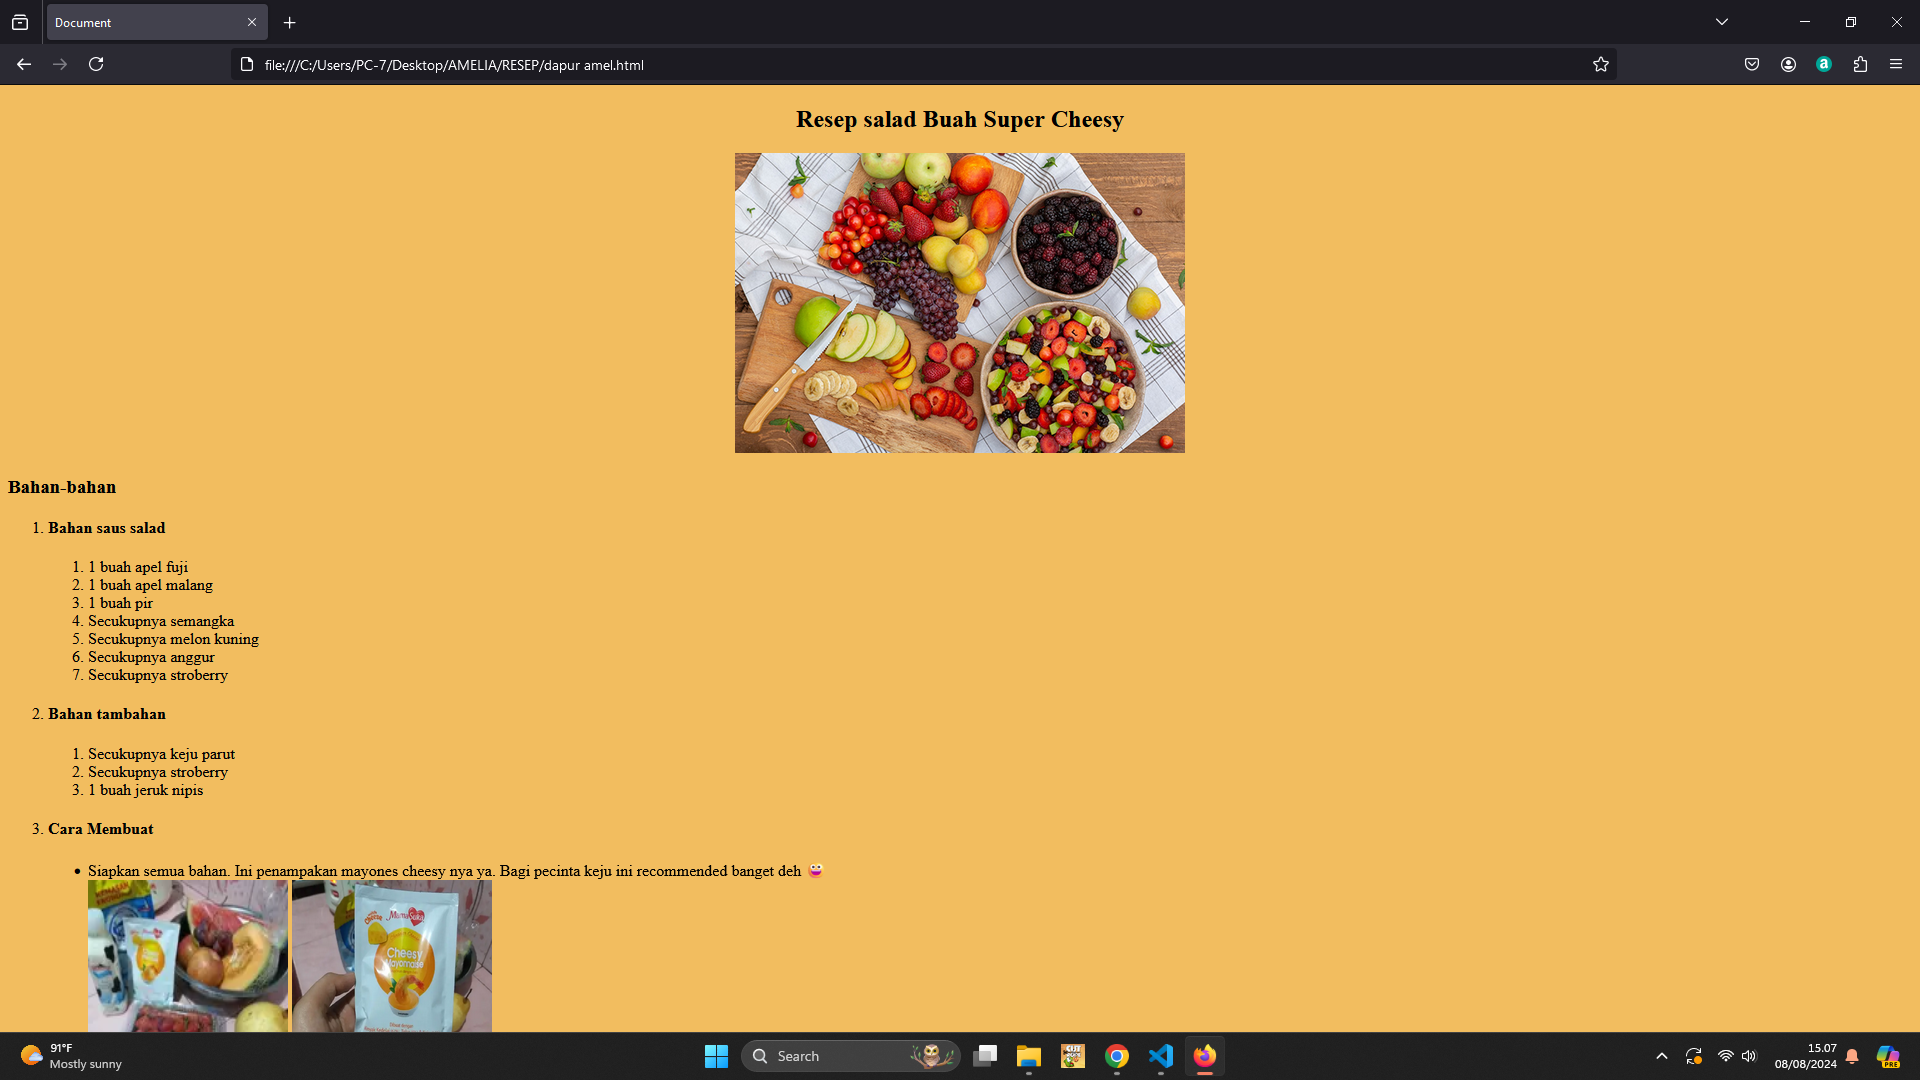 Document
file:///C:/Users/PC-7/Desktop/AMELIA/RESEP/dapur amel.html
Resep salad Buah Super Cheesy
Bahan-bahan
1. Bahan saus salad
1. 1 buah apel fuji
2. 1 buah apel malang
3. 1 buah pir
4. Secukupnya semangka
5. Secukupnya melon kuning
6. Secukupnya anggur
7. Secukupnya stroberry
2. Bahan tambahan
1. Secukupnya keju parut
2. Secukupnya stroberry
3. 1 buah jeruk nipis
3. Cara Membuat
• Siapkan semua bahan. Ini penampakan mayones cheesy nya ya. Bagi pecinta keju ini recommended banget deh 😀
Cheesy
91°F
Mostly sunny
Search
15.07
08/08/2024
PRE